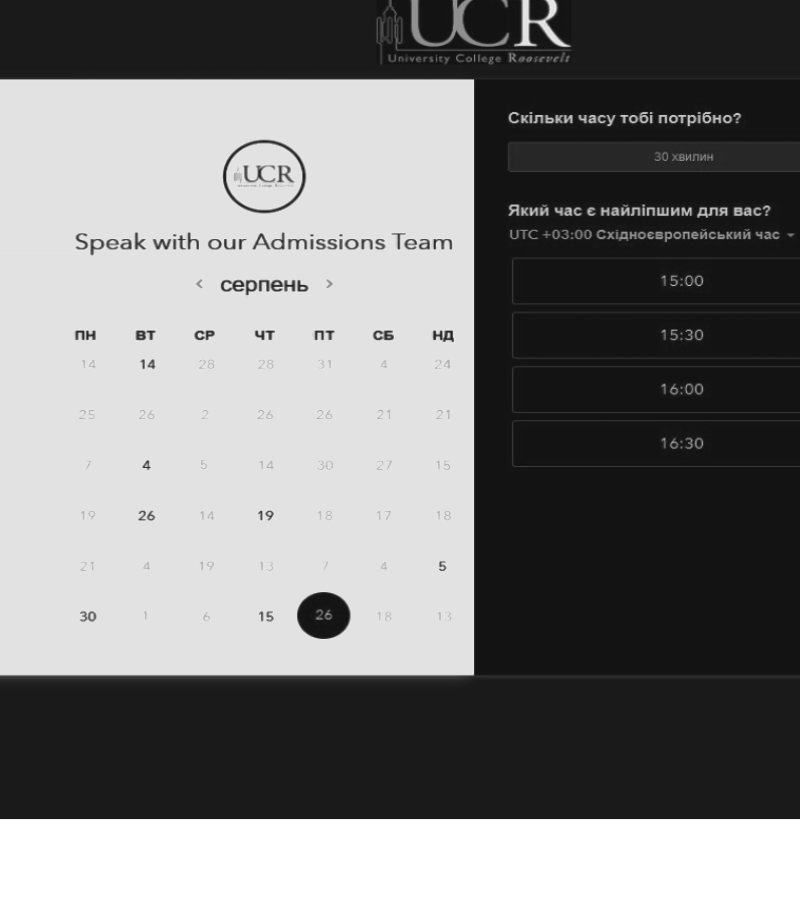 UCR
University College Roosevelt
UCR
Speak with our Admissions Team
‹ серпень ›
ПН ВТ СР ЧТ ПТ СБ НД
14 14 28 28 31 4 24
25 26 2 26 26 21 21
7 4 5 14 30 27 15
19 26 14 19 18 17 18
21 4 19 13 7 4 5
30 1 6 15 26 18 13
Скільки часу тобі потрібно?
30 хвилин
Який час є найліпшим для вас?
UTC +03:00 Східноєвропейський час
15:00
15:30
16:00
16:30